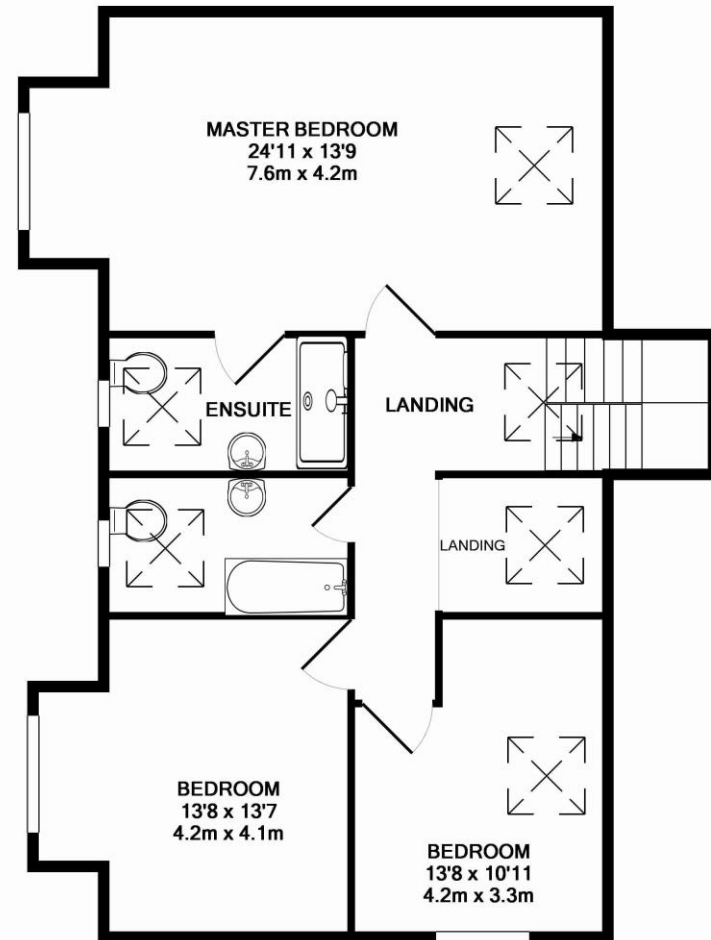 MASTER BEDROOM
24'11 x 13'9
7.6m x 4.2m
ENSUITE
LANDING
LANDING
BEDROOM
13'8 x 13'7
4.2m x 4.1m
BEDROOM
13'8 x 10'11
4.2m x 3.3m